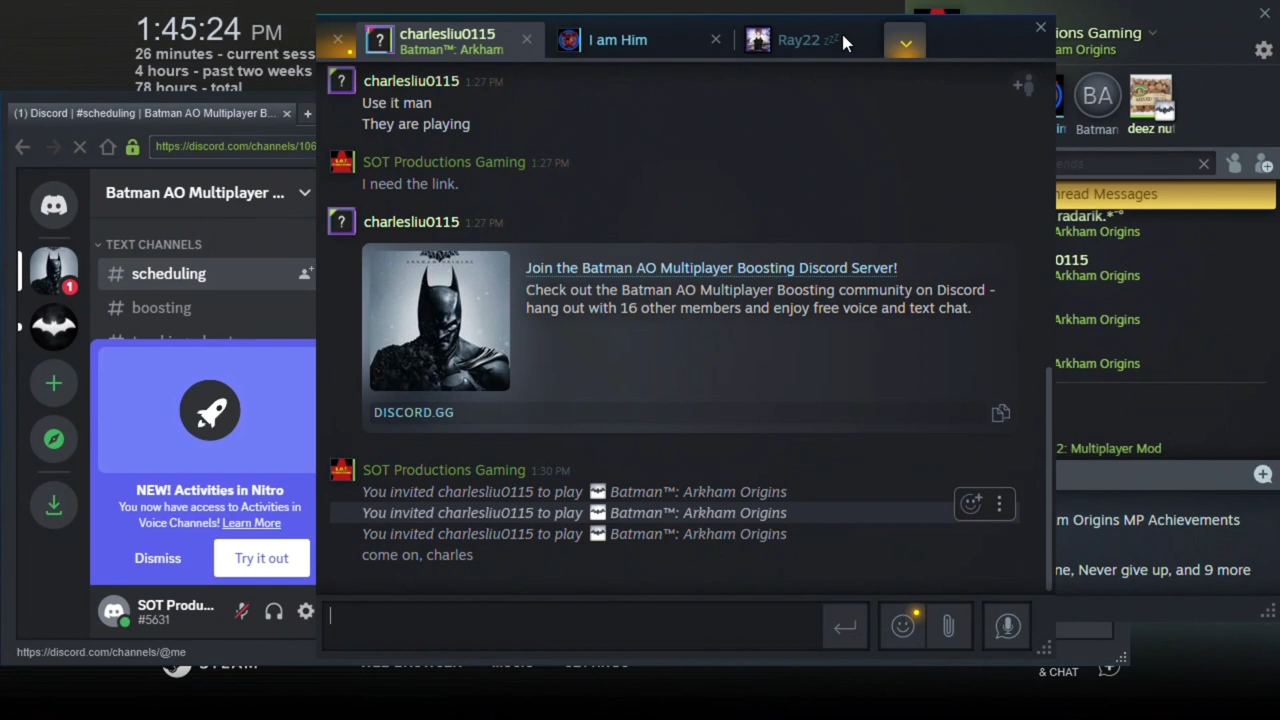 1:45:24 PM
26 minutes - current sess
4 hours - past two weeks
78 hours - total
(1) Discord | #scheduling | Batman AO Multiplayer B...
https://discord.com/channels/106
Batman AO Multiplayer ...
TEXT CHANNELS
scheduling
boosting
1
NEW! Activities in Nitro
You now have access to Activities in
Voice Channels! Learn More
Dismiss
Try it out
SOT Produ...
#5631
https://discord.com/channels/@me
charlesliu0115
Batman™: Arkham
I am Him
Ray22 zzZ
charlesliu0115 1:27 PM
Use it man
They are playing
SOT Productions Gaming 1:27 PM
I need the link.
charlesliu0115 1:27 PM
Join the Batman AO Multiplayer Boosting Discord Server!
Check out the Batman AO Multiplayer Boosting community on Discord -
hang out with 16 other members and enjoy free voice and text chat.
DISCORD.GG
SOT Productions Gaming 1:30 PM
You invited charlesliu0115 to play Batman™: Arkham Origins
You invited charlesliu0115 to play Batman™: Arkham Origins
You invited charlesliu0115 to play Batman™: Arkham Origins
come on, charles
ions Gaming
am Origins
BA
in
Batman
deez nut
ends
nread Messages
radarik.*¯°
Arkham Origins
0115
Arkham Origins
Arkham Origins
Arkham Origins
2: Multiplayer Mod
m Origins MP Achievements
ne, Never give up, and 9 more
& CHAT